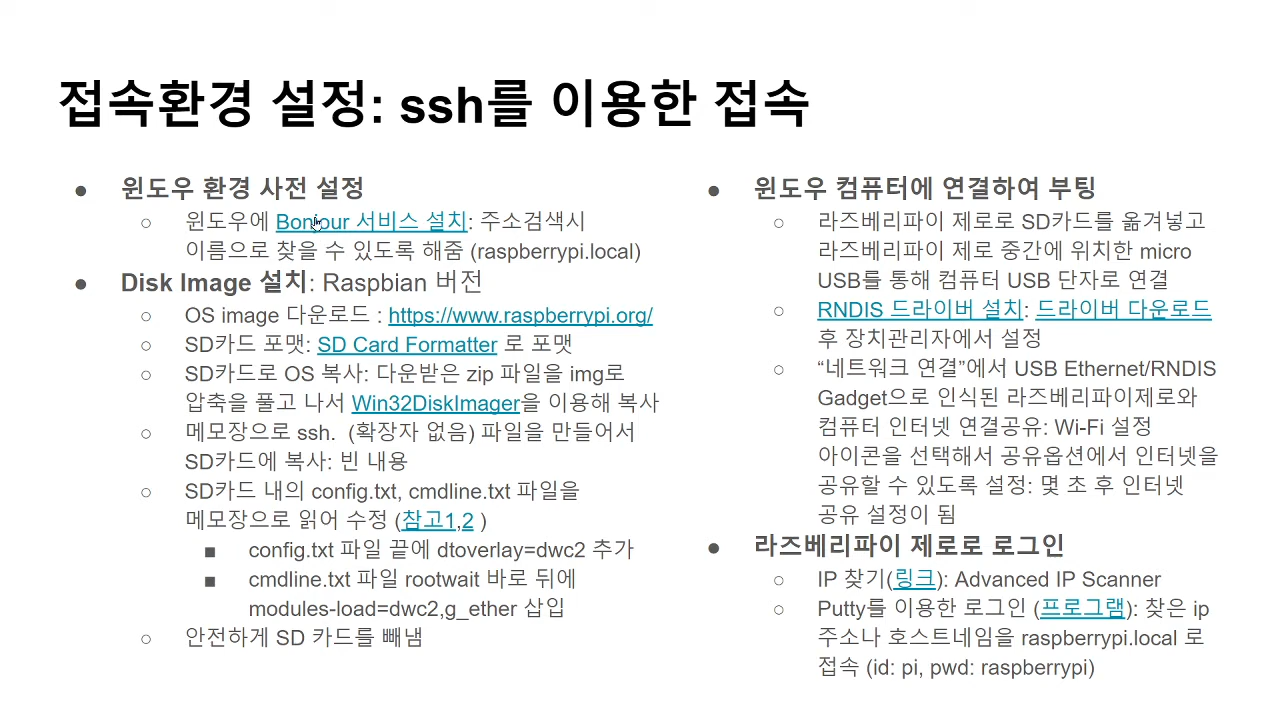 접속환경 설정: ssh를 이용한 접속
● 윈도우 환경 사전 설정
○ 윈도우에 Bonjour 서비스 설치: 주소검색시
이름으로 찾을 수 있도록 해줌 (raspberrypi.local)
● Disk Image 설치: Raspbian 버전
○ OS image 다운로드 : https://www.raspberrypi.org/
○ SD카드 포맷: SD Card Formatter 로 포맷
○ SD카드로 OS 복사: 다운받은 zip 파일을 img로
압축을 풀고 나서 Win32DiskImager을 이용해 복사
○ 메모장으로 ssh. (확장자 없음) 파일을 만들어서
SD카드에 복사: 빈 내용
○ SD카드 내의 config.txt, cmdline.txt 파일을
메모장으로 읽어 수정 (참고1,2 )
■ config.txt 파일 끝에 dtoverlay=dwc2 추가
■ cmdline.txt 파일 rootwait 바로 뒤에
modules-load=dwc2,g_ether 삽입
○ 안전하게 SD 카드를 빼냄
● 윈도우 컴퓨터에 연결하여 부팅
○ 라즈베리파이 제로로 SD카드를 옮겨넣고
라즈베리파이 제로 중간에 위치한 micro
USB를 통해 컴퓨터 USB 단자로 연결
○ RNDIS 드라이버 설치: 드라이버 다운로드
후 장치관리자에서 설정
○ “네트워크 연결”에서 USB Ethernet/RNDIS
Gadget으로 인식된 라즈베리파이제로와
컴퓨터 인터넷 연결공유: Wi-Fi 설정
아이콘을 선택해서 공유옵션에서 인터넷을
공유할 수 있도록 설정: 몇 초 후 인터넷
공유 설정이 됨
● 라즈베리파이 제로로 로그인
○ IP 찾기(링크): Advanced IP Scanner
○ Putty를 이용한 로그인 (프로그램): 찾은 ip
주소나 호스트네임을 raspberrypi.local 로
접속 (id: pi, pwd: raspberrypi)